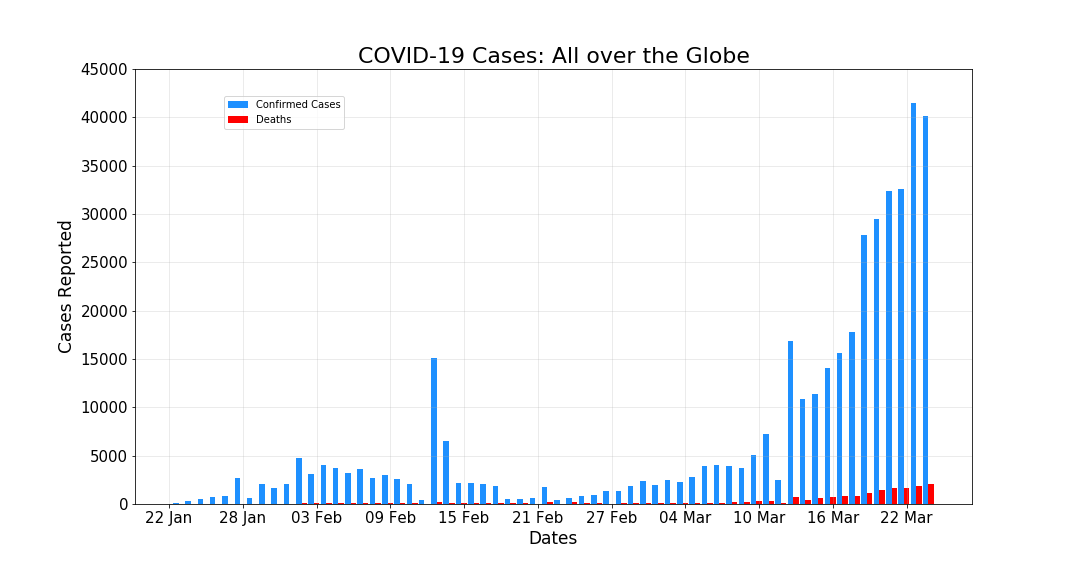 COVID-19 Cases: All over the Globe
Confirmed Cases
Deaths
45000
40000
35000
30000
25000
20000
15000
10000
5000
0
Cases Reported
22 Jan 28 Jan 03 Feb 09 Feb 15 Feb 21 Feb 27 Feb 04 Mar 10 Mar 16 Mar 22 Mar
Dates